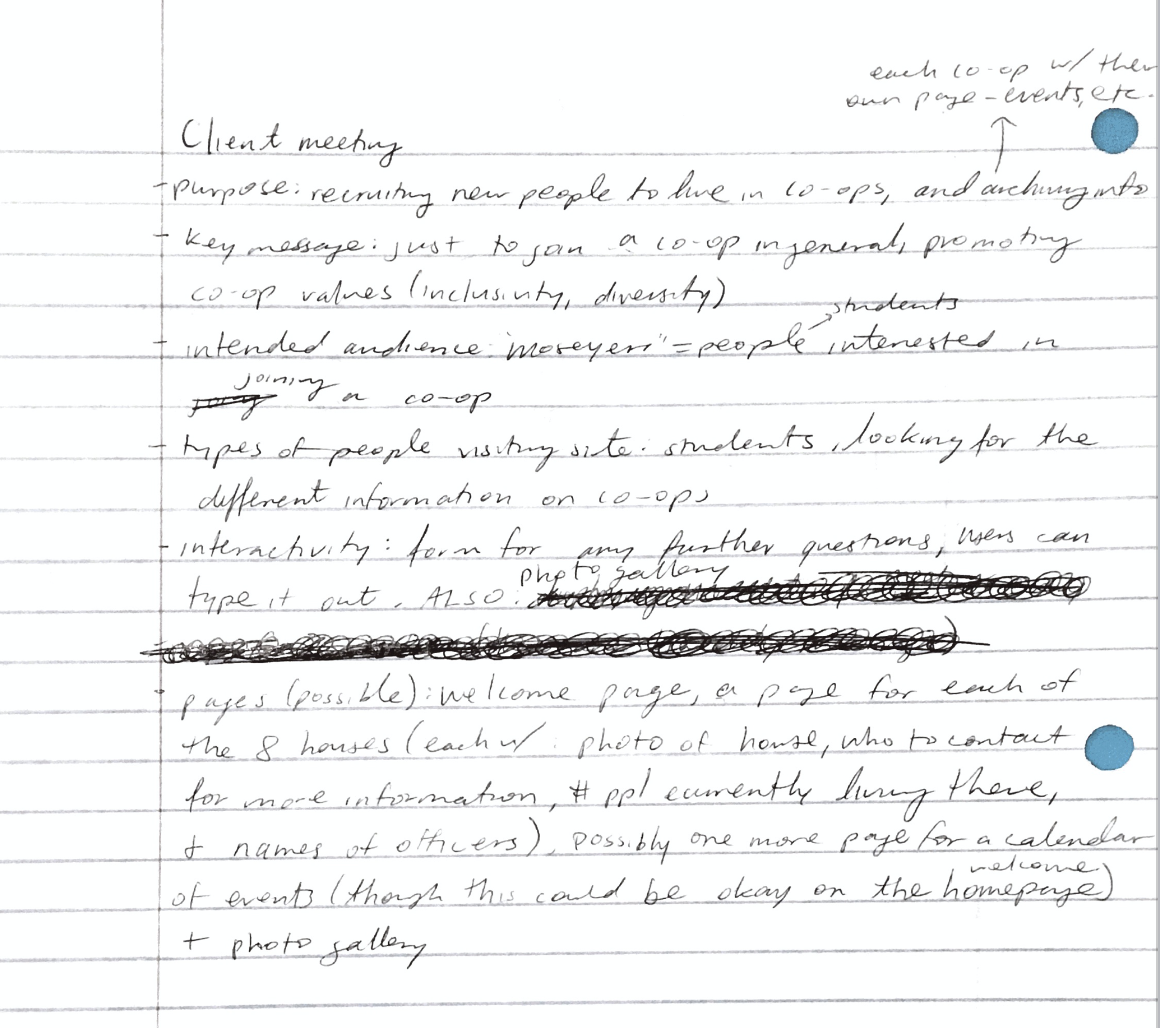 each co-op w/ their
own page - events, etc.
Client meeting
- purpose: recruiting new people to live in co-ops, and archiving info
- key message: just to join a co-op in general, promoting
co-op values (inclusivity, diversity)
students
- intended audience: "moseyers" = people interested in
joining
a co-op
- types of people visiting site: students, looking for the
different information on co-ops
- interactivity: form for any further questions, users can
photo gallery
type it out. ALSO:
- pages (possible): welcome page, a page for each of
the 8 houses (each w/: photo of house, who to contact
for more information, # ppl currently living there,
+ names of officers), possibly one more page for a calendar
welcome
of events (though this could be okay on the homepage)
+ photo gallery